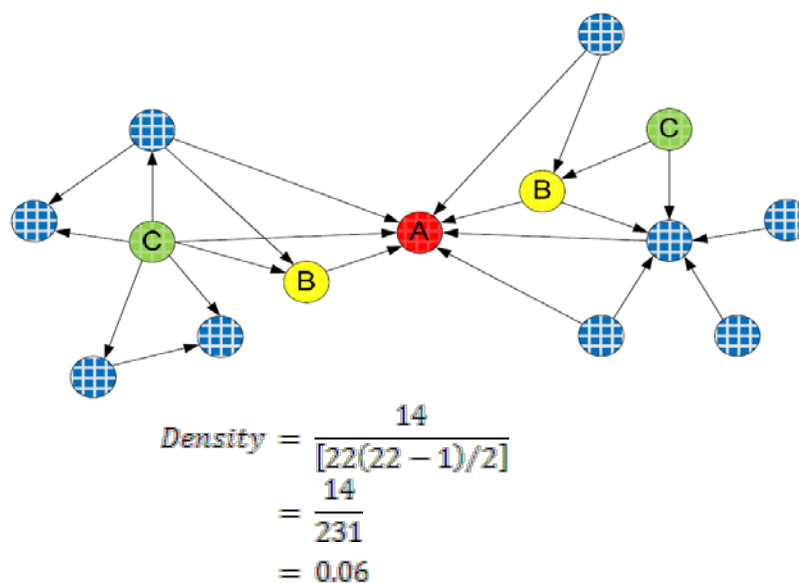 C
B
C
A
B
Density = 14 / [22(22 − 1)/2]
= 14 / 231
= 0.06